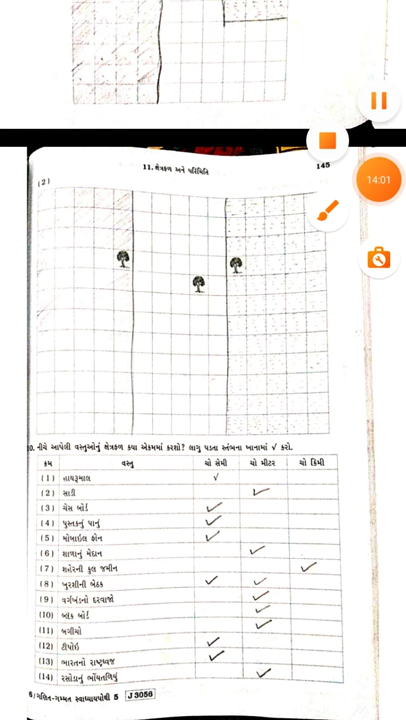 14:01
11. ક્ષેત્રફળ અને પરિમિતિ 145
(2)
10. નીચે આપેલી વસ્તુઓનું ક્ષેત્રફળ કયા એકમમાં કરશો? લાગુ પડતા સ્તંભના ખાનામાં √ કરો.
ક્રમ વસ્તુ ચો સેમી ચો મીટર ચો કિમી
(1) હાથરૂમાલ √
(2) સાડી ✓
(3) ચેસ બોર્ડ ✓
(4) પુસ્તકનું પાનું ✓
(5) મોબાઇલ ફોન ✓
(6) શાળાનું મેદાન ✓
(7) શહેરની કુલ જમીન ✓
(8) ખુરશીની બેઠક ✓ ✓
(9) વર્ગખંડનો દરવાજો ✓
(10) બ્લૅક બોર્ડ ✓
(11) બગીચો ✓
(12) ટીપોઇ ✓
(13) ભારતનો રાષ્ટ્રધ્વજ ✓
(14) રસોડાનું ભોંયતળિયું ✓
ગણિત-ગમ્મત સ્વાધ્યાયપોથી 5 J 3056